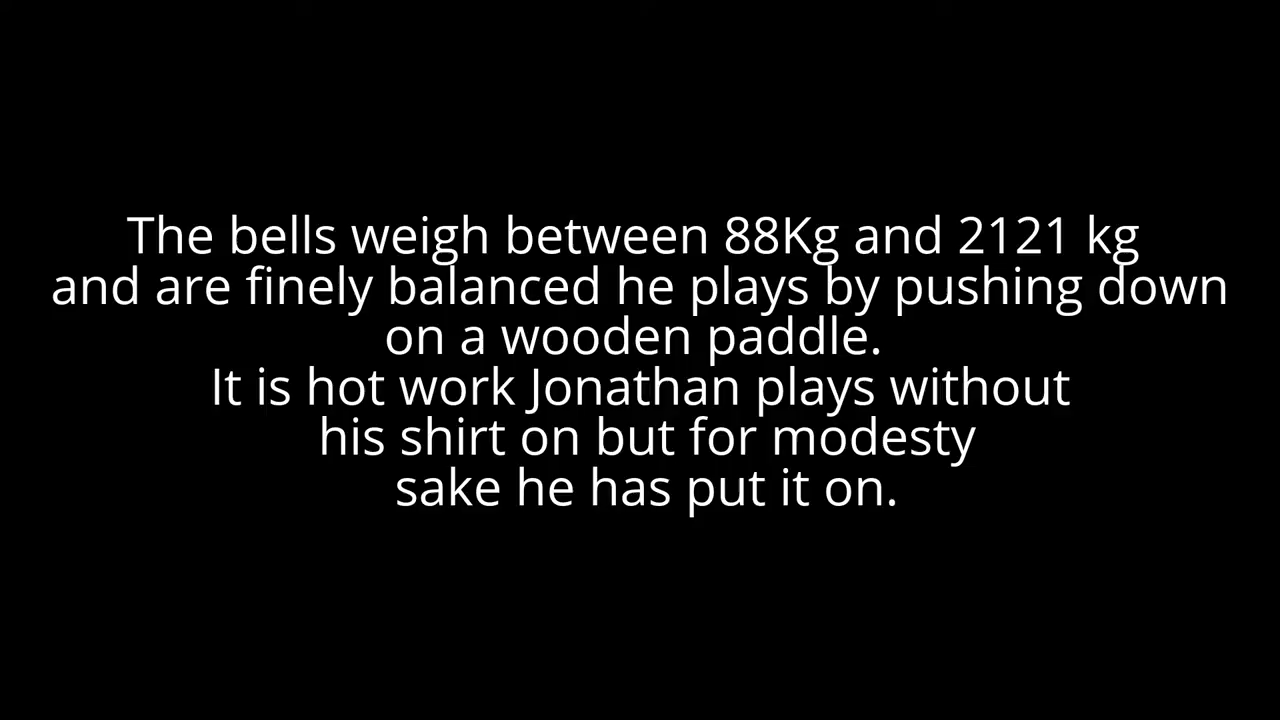 The bells weigh between 88Kg and 2121 kg
and are finely balanced he plays by pushing down
on a wooden paddle.
It is hot work Jonathan plays without
his shirt on but for modesty
sake he has put it on.